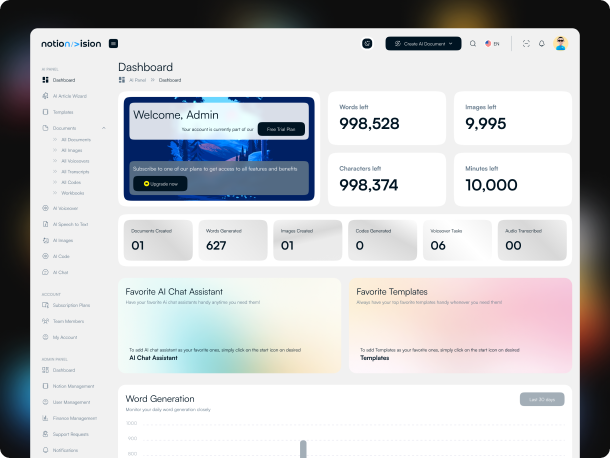 notion/>ision
Create AI Document
EN
AI PANEL
Dashboard
AI Article Wizard
Templates
Documents
All Documents
All Images
All Voiceovers
All Transcripts
All Codes
Workbooks
AI Voiceover
AI Speech to Text
AI Images
AI Code
AI Chat
ACCOUNT
Subscription Plans
Team Members
My Account
ADMIN PANEL
Dashboard
Notion Management
User Management
Finance Management
Support Requests
Notifications
Dashboard
AI Panel
Dashboard
Welcome, Admin
Your account is currently part of our
Free Trial Plan
Subscribe to one of our plans to get access to all features and benefits
Upgrade now
Words left
998,528
Images left
9,995
Characters left
998,374
Minutes left
10,000
Documents Created
01
Words Generated
627
Images Created
01
Codes Generated
0
Voiceover Tasks
06
Audio Transcribed
00
Favorite AI Chat Assistant
Have your favorite AI chat assistants handy anytime you need them!
To add AI chat assistant as your favorite ones, simply click on the start icon on desired
AI Chat Assistant
Favorite Templates
Always have your top favorite templates handy whenever you need them!
To add Templates as your favorite ones, simply click on the start icon on desired
Templates
Word Generation
Monitor your daily word generation closely
Last 30 days
1000
900
800